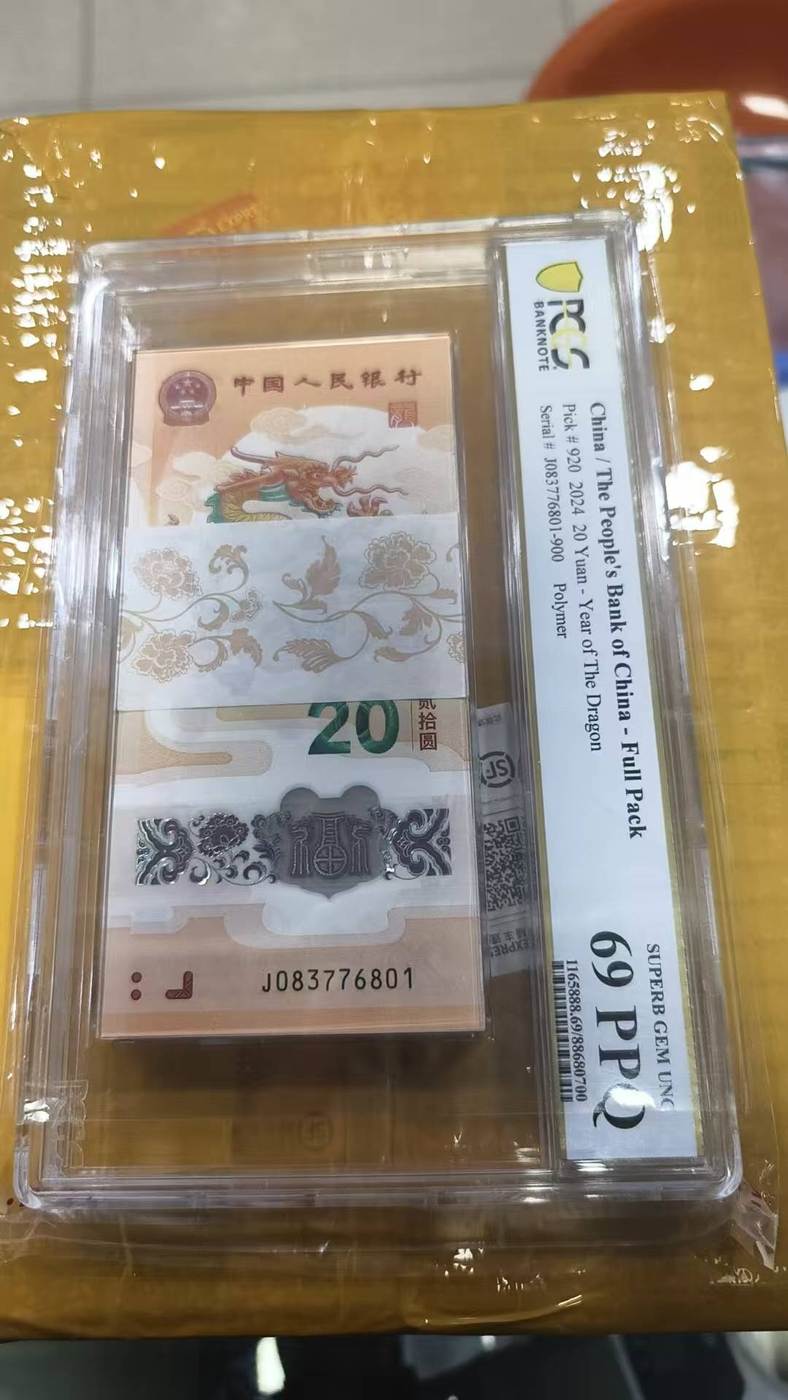 中国人民银行
20
贰拾圆
J083776801
PCGS
BANKNOTE
China / The People's Bank of China - Full Pack
Pick # 920 2024 20 Yuan - Year of The Dragon
Serial # J083776801-900 Polymer
SUPERB GEM UNC
69 PPQ
1165888.69/88680700
SF